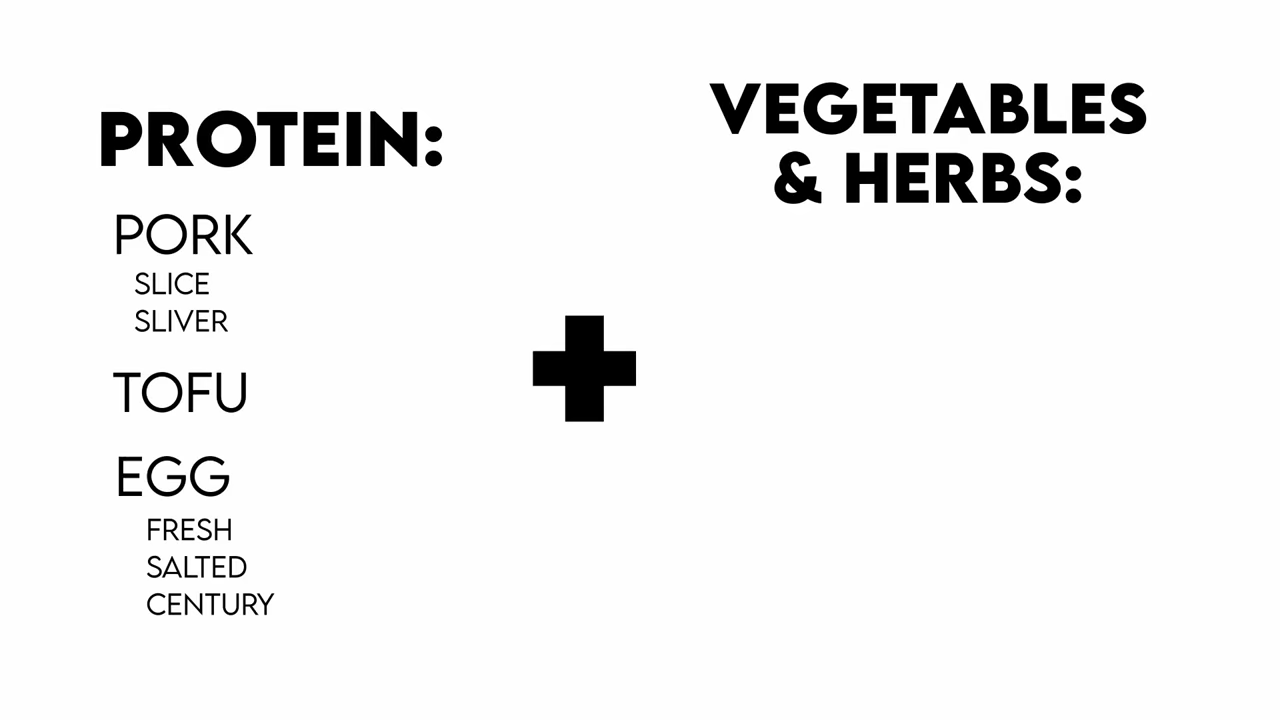 PROTEIN:
PORK
SLICE
SLIVER
TOFU
EGG
FRESH
SALTED
CENTURY
VEGETABLES
& HERBS: